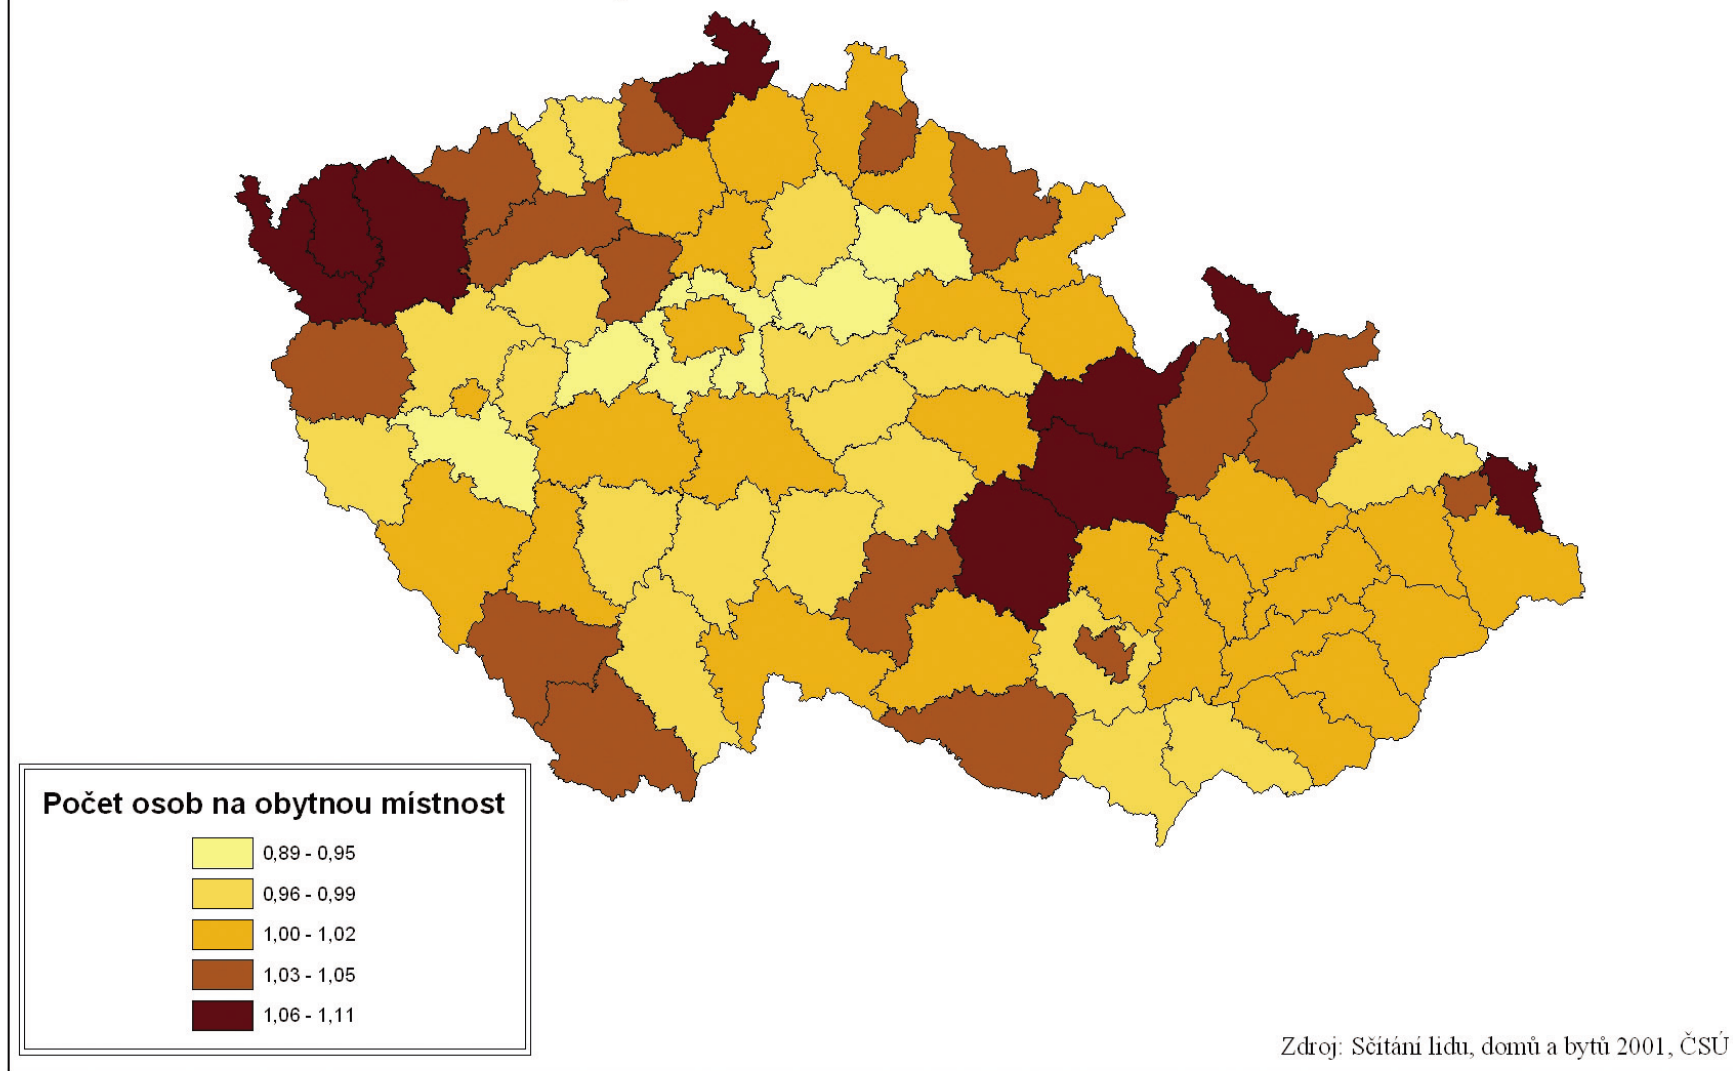 Počet osob na obytnou místnost
0,89 - 0,95
0,96 - 0,99
1,00 - 1,02
1,03 - 1,05
1,06 - 1,11
Zdroj: Sčítání lidu, domů a bytů 2001, ČSÚ